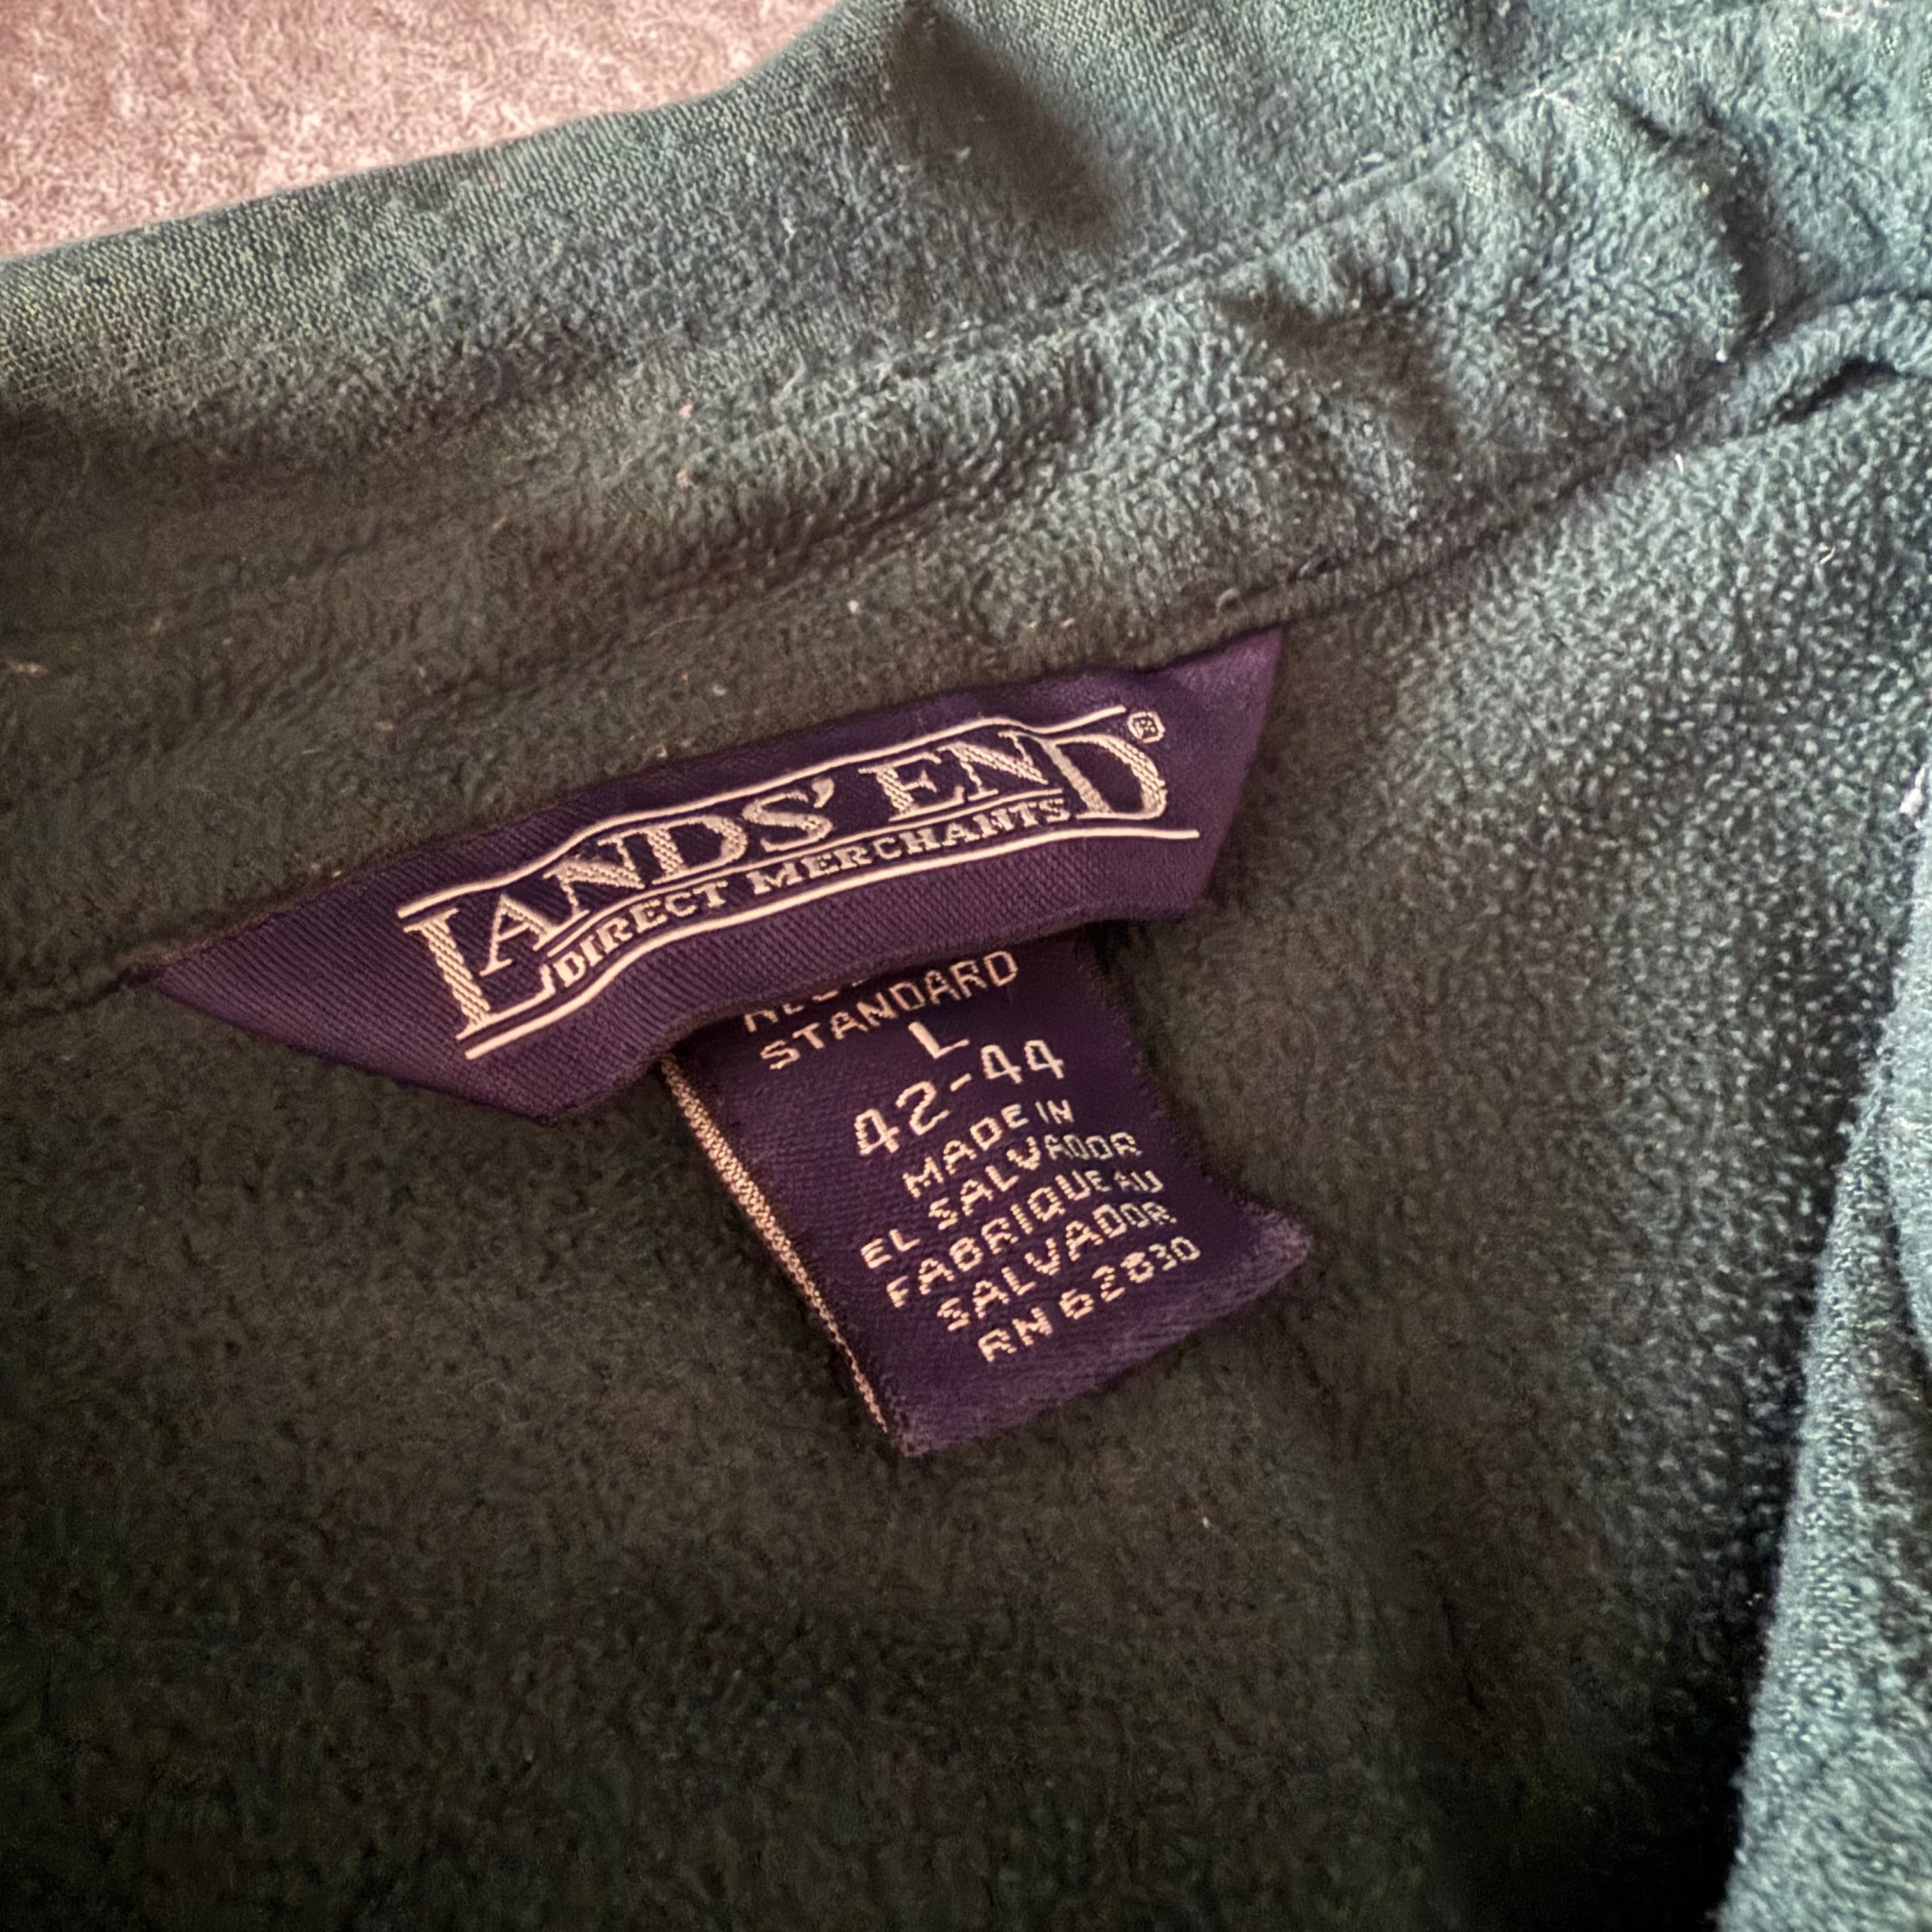 LANDS' END®
DIRECT MERCHANTS
STANDARD
L
42-44
MADE IN
EL SALVADOR
FABRIQUE AU
SALVADOR
RN 62830